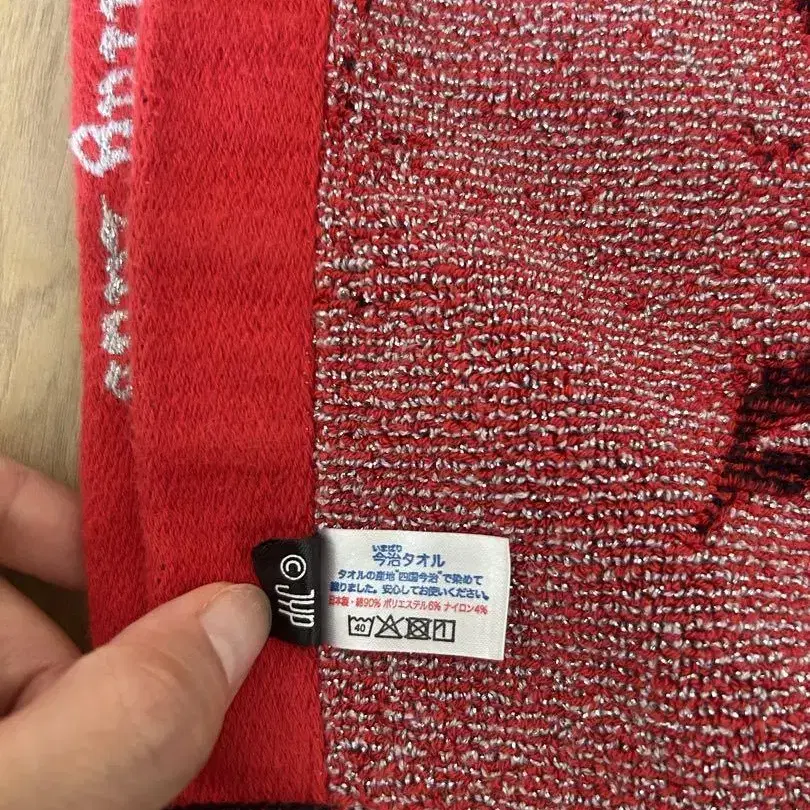 © JYP
いまばり
今治タオル
タオルの産地"四国今治"で染めて
織りました。安心してお使いください。
日本製・綿90% ポリエステル6% ナイロン4%
40
1